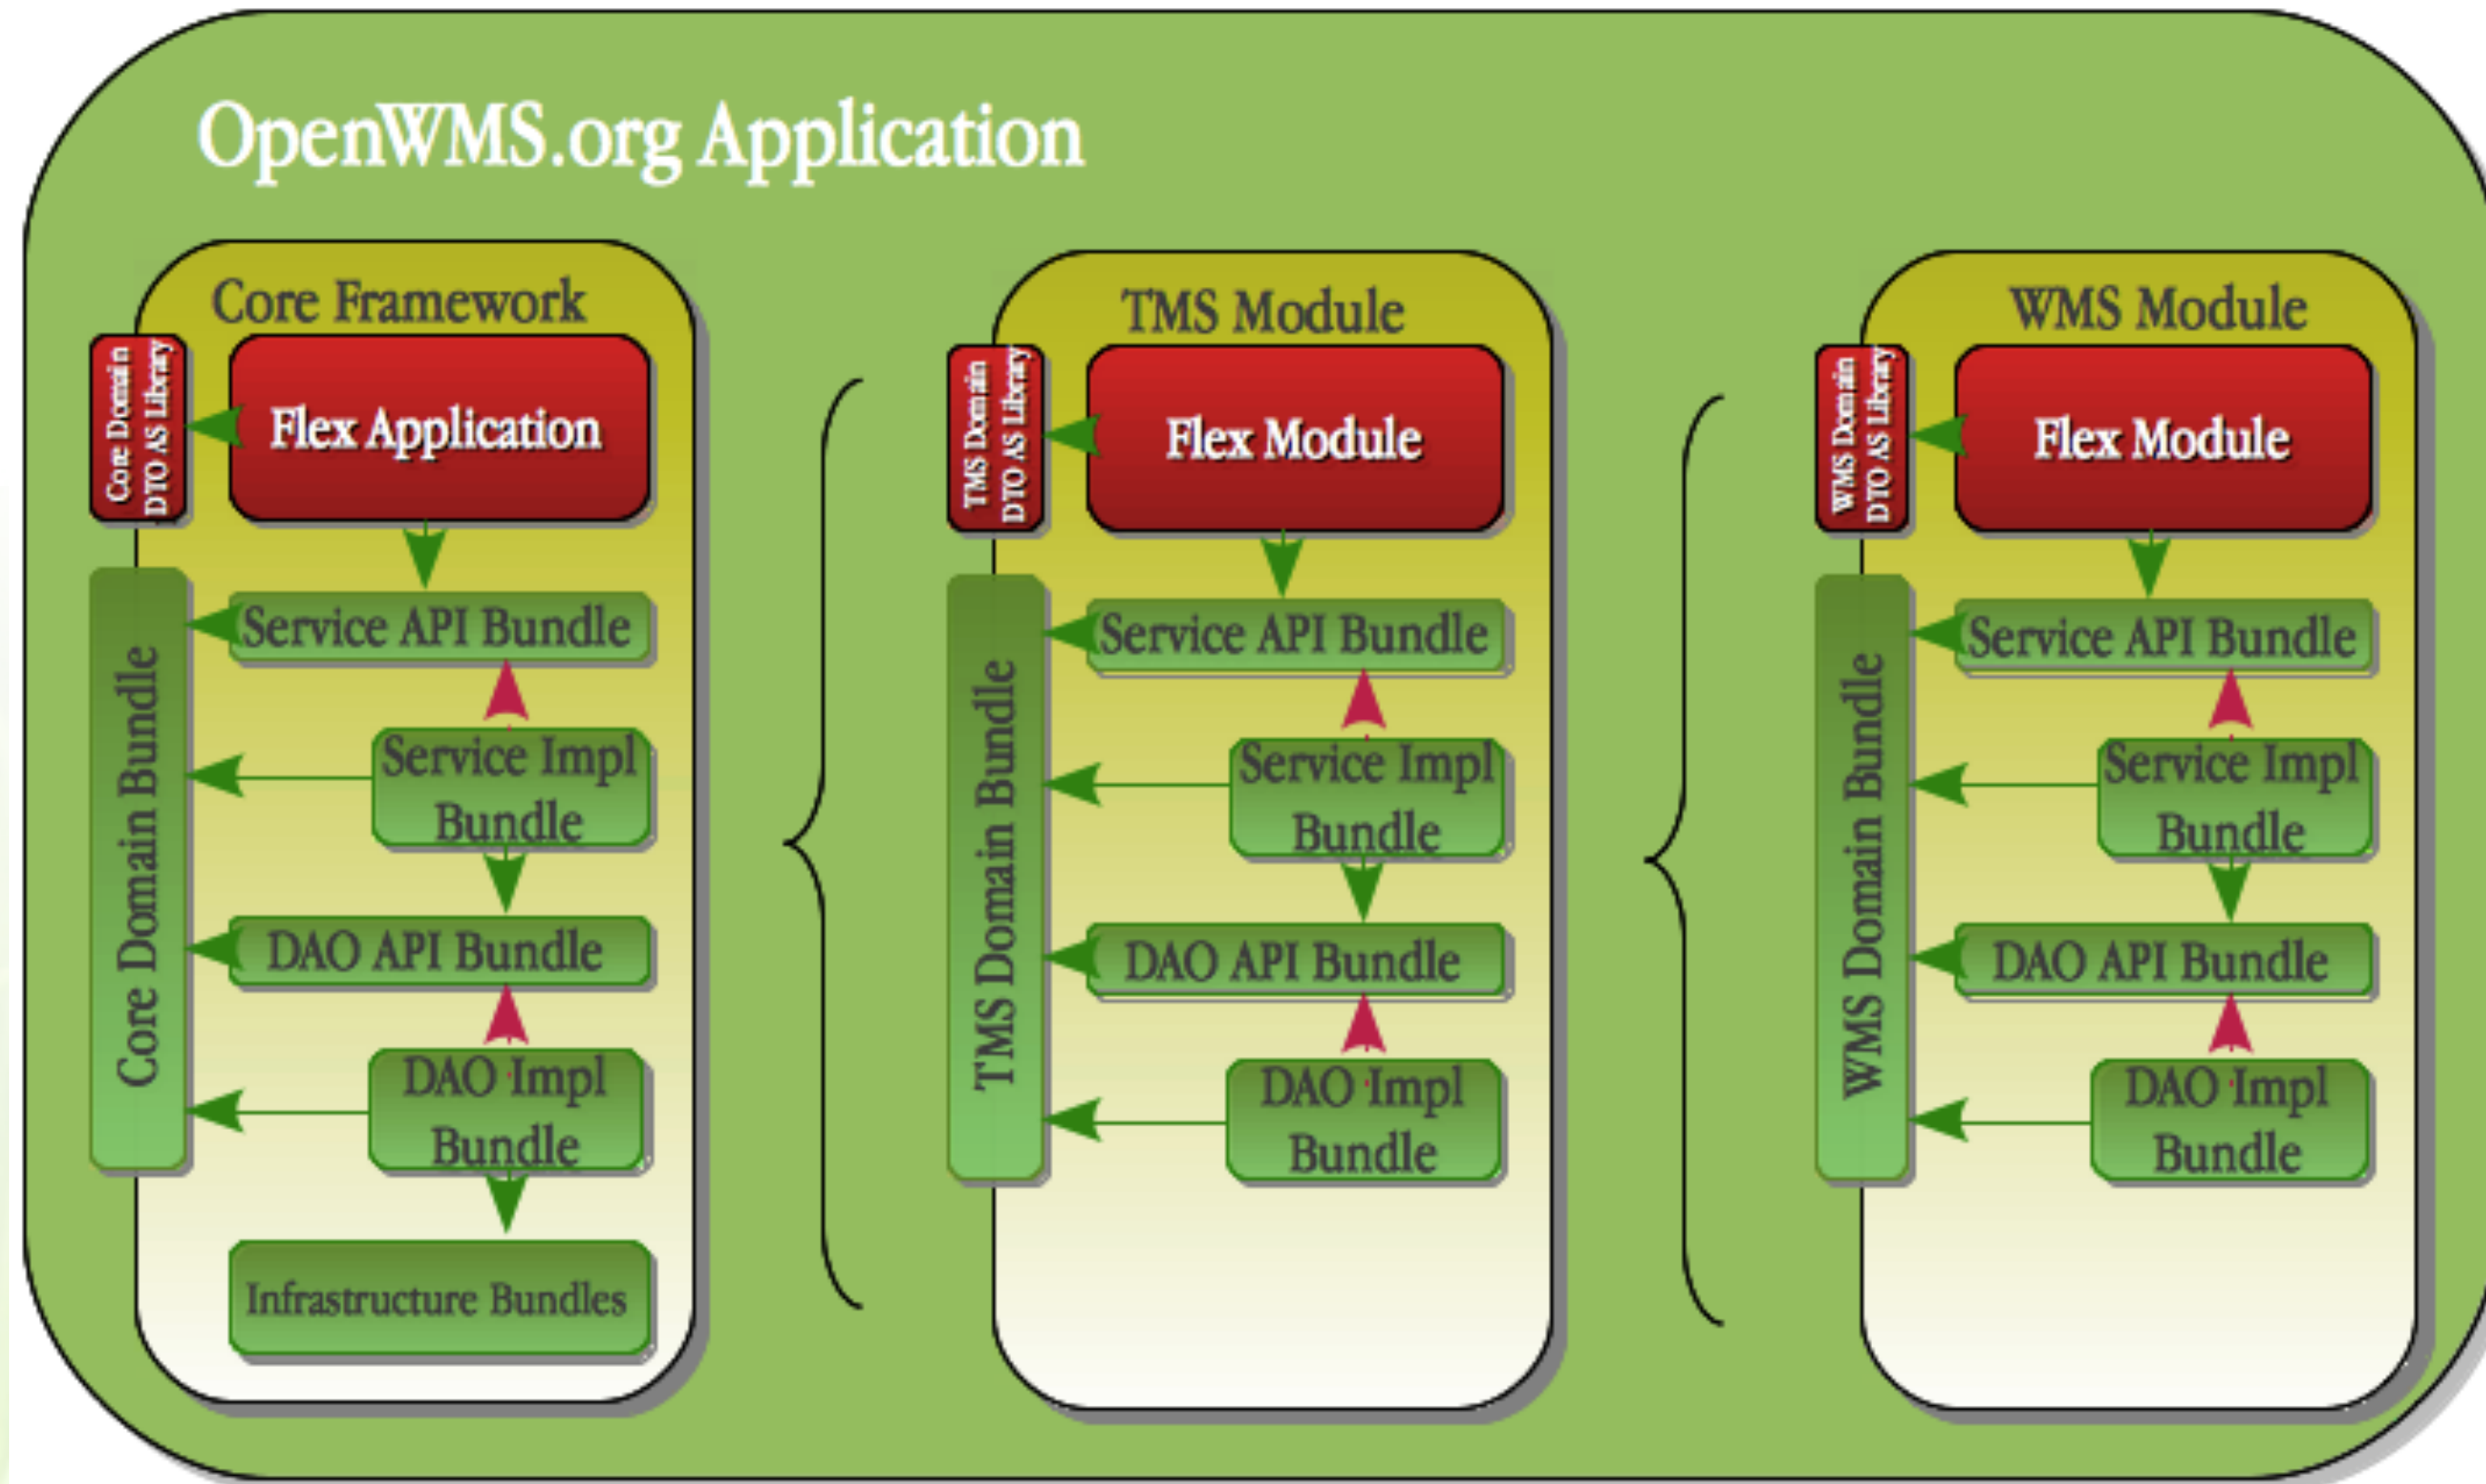 OpenWMS.org Application
Core Framework
Core Domain
DTO AS Library
Flex Application
Core Domain Bundle
Service API Bundle
Service Impl
Bundle
DAO API Bundle
DAO Impl
Bundle
Infrastructure Bundles
TMS Module
TMS Domain
DTO AS Library
Flex Module
TMS Domain Bundle
Service API Bundle
Service Impl
Bundle
DAO API Bundle
DAO Impl
Bundle
WMS Module
WMS Domain
DTO AS Library
Flex Module
WMS Domain Bundle
Service API Bundle
Service Impl
Bundle
DAO API Bundle
DAO Impl
Bundle